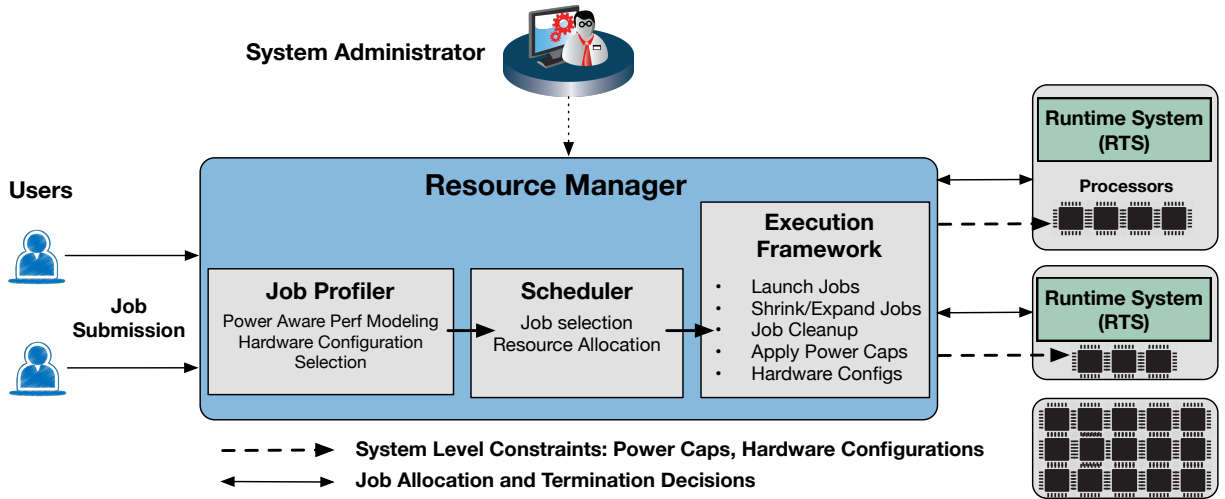 System Administrator
Users
Job
Submission
Resource Manager
Job Profiler
Power Aware Perf Modeling
Hardware Configuration
Selection
Scheduler
Job selection
Resource Allocation
Execution
Framework
• Launch Jobs
• Shrink/Expand Jobs
• Job Cleanup
• Apply Power Caps
• Hardware Configs
Runtime System
(RTS)
Processors
Runtime System
(RTS)
System Level Constraints: Power Caps, Hardware Configurations
Job Allocation and Termination Decisions